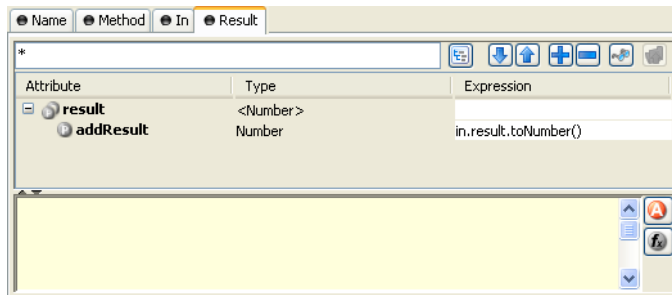 Name Method In Result
*
Attribute Type Expression
result <Number>
addResult Number in.result.toNumber()